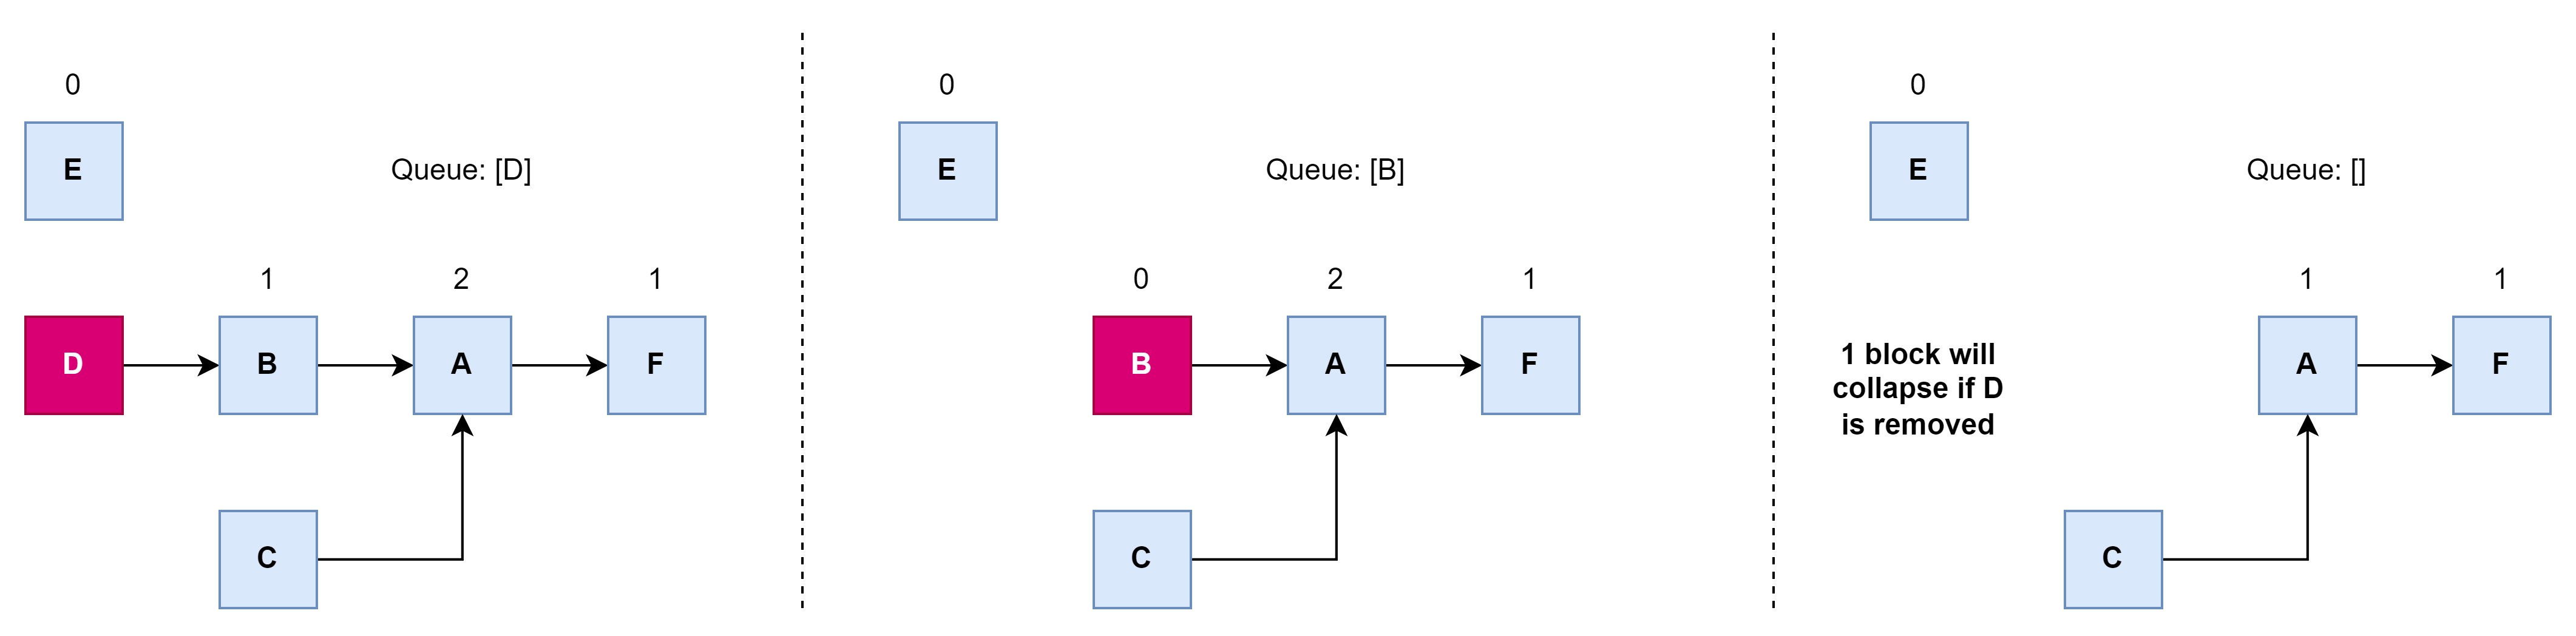 0
E
Queue: [D]
1
2
1
D
B
A
F
C
0
E
Queue: [B]
0
2
1
B
A
F
C
0
E
Queue: []
1
1
1 block will
collapse if D
is removed
A
F
C